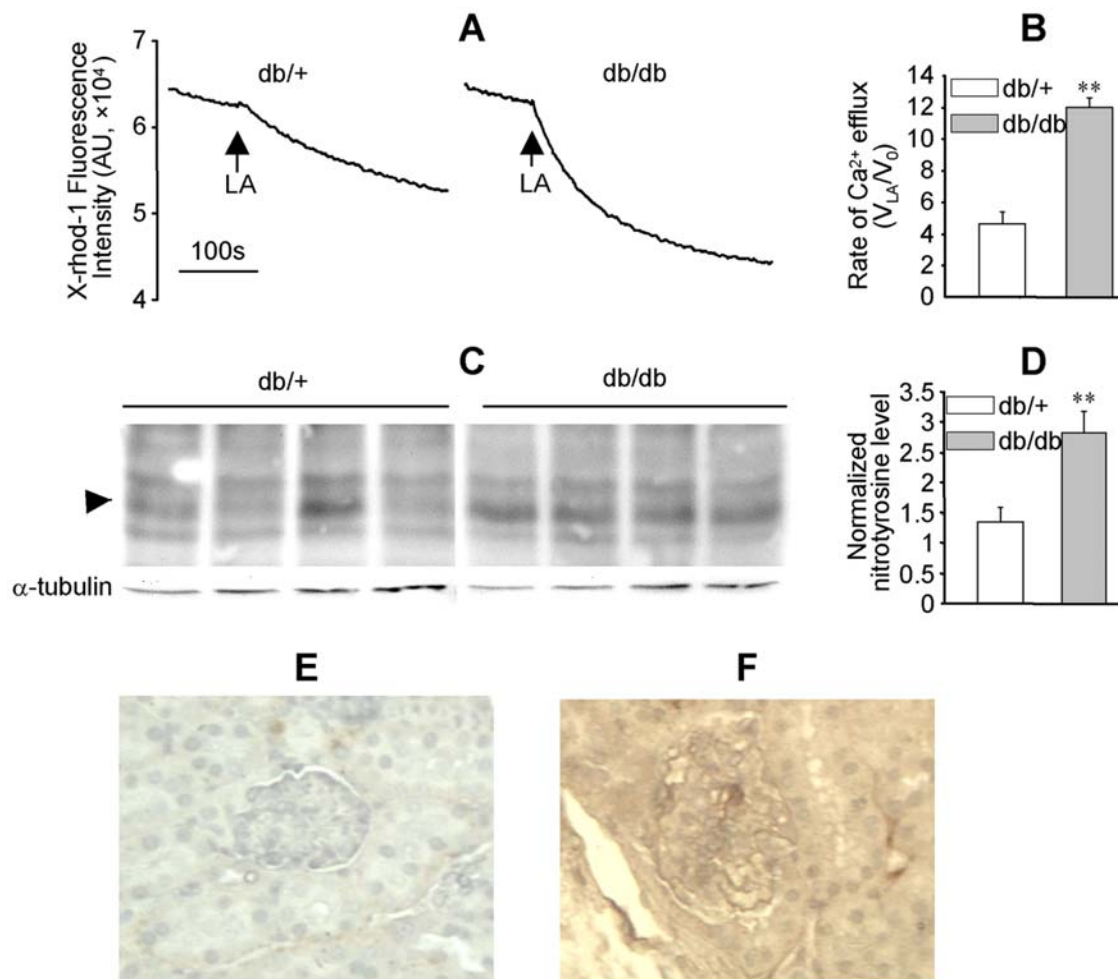 A
7
6
5
4
X-rhod-1 Fluorescence
Intensity (AU, ×10⁴)
db/+
LA
100s
db/db
LA
B
14
12
10
8
6
4
2
0
Rate of Ca²⁺ efflux
(V_LA/V_0)
db/+
db/db
**
C
db/+
db/db
α-tubulin
D
3.5
3
2.5
2
1.5
1
0.5
0
Normalized
nitrotyrosine level
db/+
db/db
**
E
F